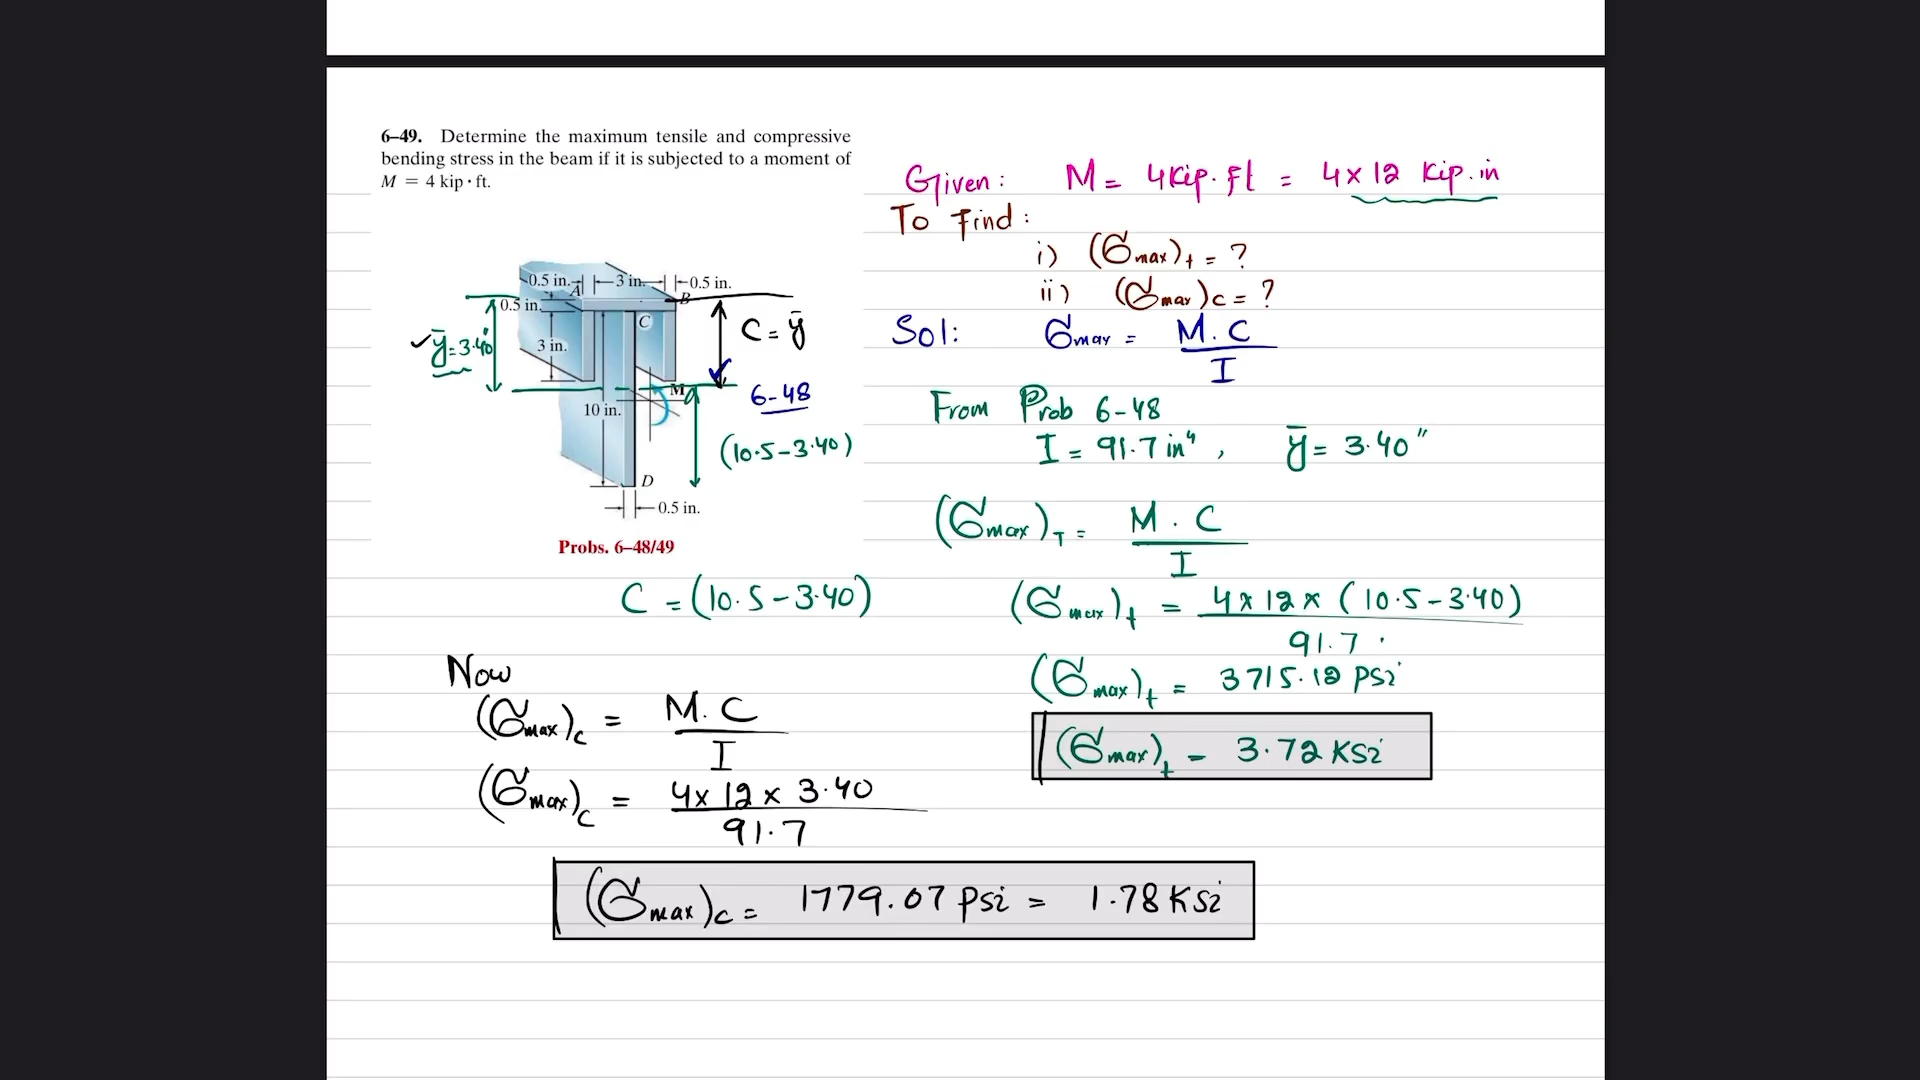 6–49. Determine the maximum tensile and compressive
bending stress in the beam if it is subjected to a moment of
M = 4 kip · ft.
0.5 in.
3 in.
0.5 in.
A
B
0.5 in.
C
3 in.
M
10 in.
D
0.5 in.
ȳ = 3.40"
C = ȳ
6-48
(10.5-3.40)
Probs. 6–48/49
C = (10.5-3.40)
Given: M = 4 kip. ft = 4x12 kip.in
To Find:
i) (σmax)t = ?
ii) (σmax)c = ?
Sol: σmax = M.C
I
From Prob 6-48
I = 91.7 in⁴, ȳ = 3.40"
(σmax)T = M.C
I
(σmax)t = 4x12x (10.5-3.40)
91.7
(σmax)t = 3715.12 psi
(σmax)t = 3.72 Ksi
Now
(σmax)c = M.C
I
(σmax)c = 4x 12 x 3.40
91.7
(σmax)c = 1779.07 psi = 1.78 Ksi